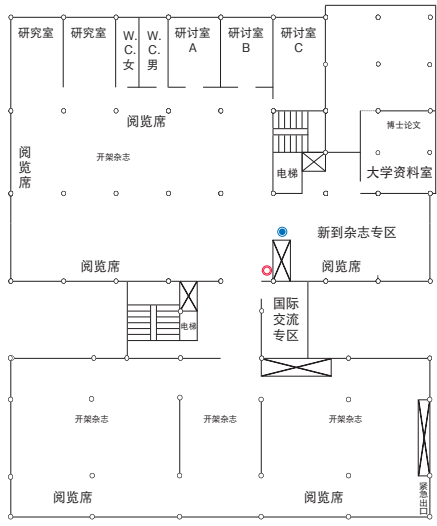 研究室
研究室
W.C.女
W.C.男
研讨室
A
研讨室
B
研讨室
C
阅览席
博士论文
阅览席
开架杂志
电梯
大学资料室
新到杂志专区
阅览席
阅览席
国际
交流
专区
电梯
开架杂志
开架杂志
开架杂志
阅览席
阅览席
紧急出口